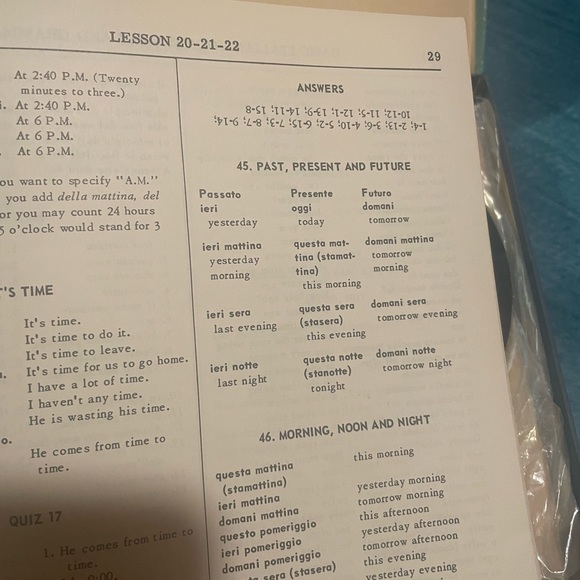 LESSON 20-21-22
29
At 2:40 P.M. (Twenty
minutes to three.)
At 2:40 P.M.
At 6 P.M.
At 6 P.M.
At 6 P.M.
you want to specify "A.M."
you add della mattina, del
or you may count 24 hours
5 o'clock would stand for 3
T'S TIME
It's time.
It's time to do it.
It's time to leave.
It's time for us to go home.
I have a lot of time.
I haven't any time.
He is wasting his time.
o.
He comes from time to
time.
QUIZ 17
1. He comes from time to
time.
ANSWERS
1-4; 2-13; 3-6; 4-10; 5-2; 6-15; 7-3; 8-7; 9-14;
10-12; 11-5; 12-1; 13-9; 14-11; 15-8
45. PAST, PRESENT AND FUTURE
Passato Presente Futuro
ieri oggi domani
yesterday today tomorrow
ieri mattina questa mat- domani mattina
yesterday tina (stamat- tomorrow
morning tina) morning
this morning
ieri sera questa sera domani sera
last evening (stasera) tomorrow evening
this evening
ieri notte questa notte domani notte
last night (stanotte) tomorrow night
tonight
46. MORNING, NOON AND NIGHT
questa mattina this morning
(stamattina)
ieri mattina yesterday morning
domani mattina tomorrow morning
questo pomeriggio this afternoon
ieri pomeriggio yesterday afternoon
domani pomeriggio tomorrow afternoon
sera (stasera) this evening
yesterday evening